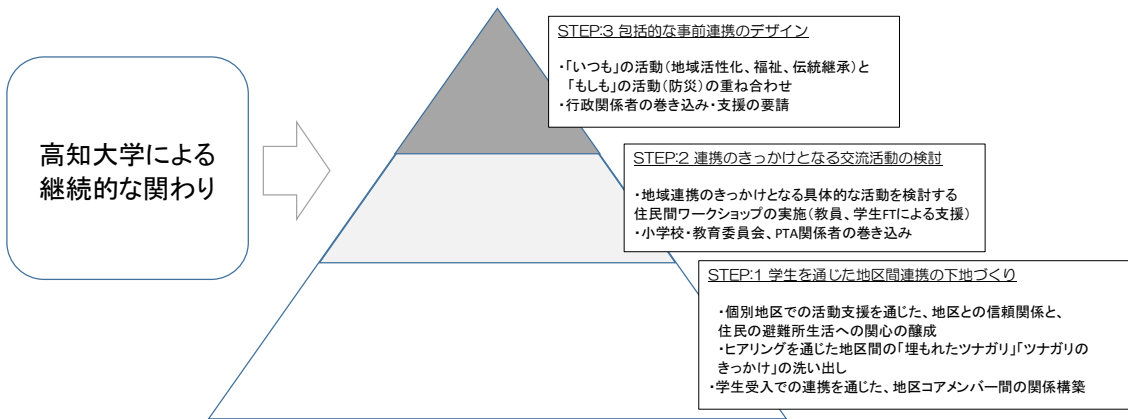 高知大学による
継続的な関わり
STEP:3 包括的な事前連携のデザイン
・「いつも」の活動（地域活性化、福祉、伝統継承）と
「もしも」の活動（防災）の重ね合わせ
・行政関係者の巻き込み・支援の要請
STEP:2 連携のきっかけとなる交流活動の検討
・地域連携のきっかけとなる具体的な活動を検討する
住民間ワークショップの実施（教員、学生FTによる支援）
・小学校・教育委員会、PTA関係者の巻き込み
STEP:1 学生を通じた地区間連携の下地づくり
・個別地区での活動支援を通じた、地区との信頼関係と、
住民の避難所生活への関心の醸成
・ヒアリングを通じた地区間の「埋もれたツナガリ」「ツナガリの
きっかけ」の洗い出し
・学生受入での連携を通じた、地区コアメンバー間の関係構築